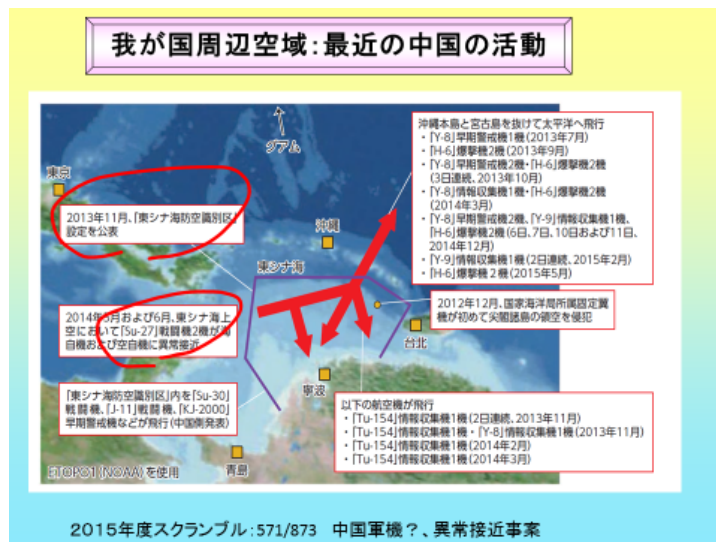 我が国周辺空域:最近の中国の活動
グアム
東京
2013年11月、「東シナ海防空識別区」
設定を公表
沖縄本島と宮古島を抜けて太平洋へ飛行
・「Y-8」早期警戒機1機(2013年7月)
・「H-6」爆撃機2機(2013年9月)
・「Y-8」早期警戒機2機・「H-6」爆撃機2機
(3日連続、2013年10月)
・「Y-8」情報収集機1機・「H-6」爆撃機2機
(2014年3月)
・「Y-8」早期警戒機2機、「Y-9」情報収集機1機、
「H-6」爆撃機2機(6日、7日、10日および11日、
2014年12月)
・「Y-9」情報収集機1機(2日連続、2015年2月)
・「H-6」爆撃機2機(2015年5月)
沖縄
東シナ海
2014年5月および6月、東シナ海上
空において「Su-27」戦闘機2機が海
自機および空自機に異常接近
2012年12月、国家海洋局所属固定翼
機が初めて尖閣諸島の領空を侵犯
台北
寧波
「東シナ海防空識別区」内を「Su-30」
戦闘機、「J-11」戦闘機、「KJ-2000」
早期警戒機などが飛行(中国側発表)
以下の航空機が飛行
・「Tu-154」情報収集機1機(2日連続、2013年11月)
・「Tu-154」情報収集機1機・「Y-8」情報収集機1機(2013年11月)
・「Tu-154」情報収集機1機(2014年2月)
・「Tu-154」情報収集機1機(2014年3月)
青島
ETOPO1(NOAA)を使用
2015年度スクランブル:571/873 中国軍機?、異常接近事案